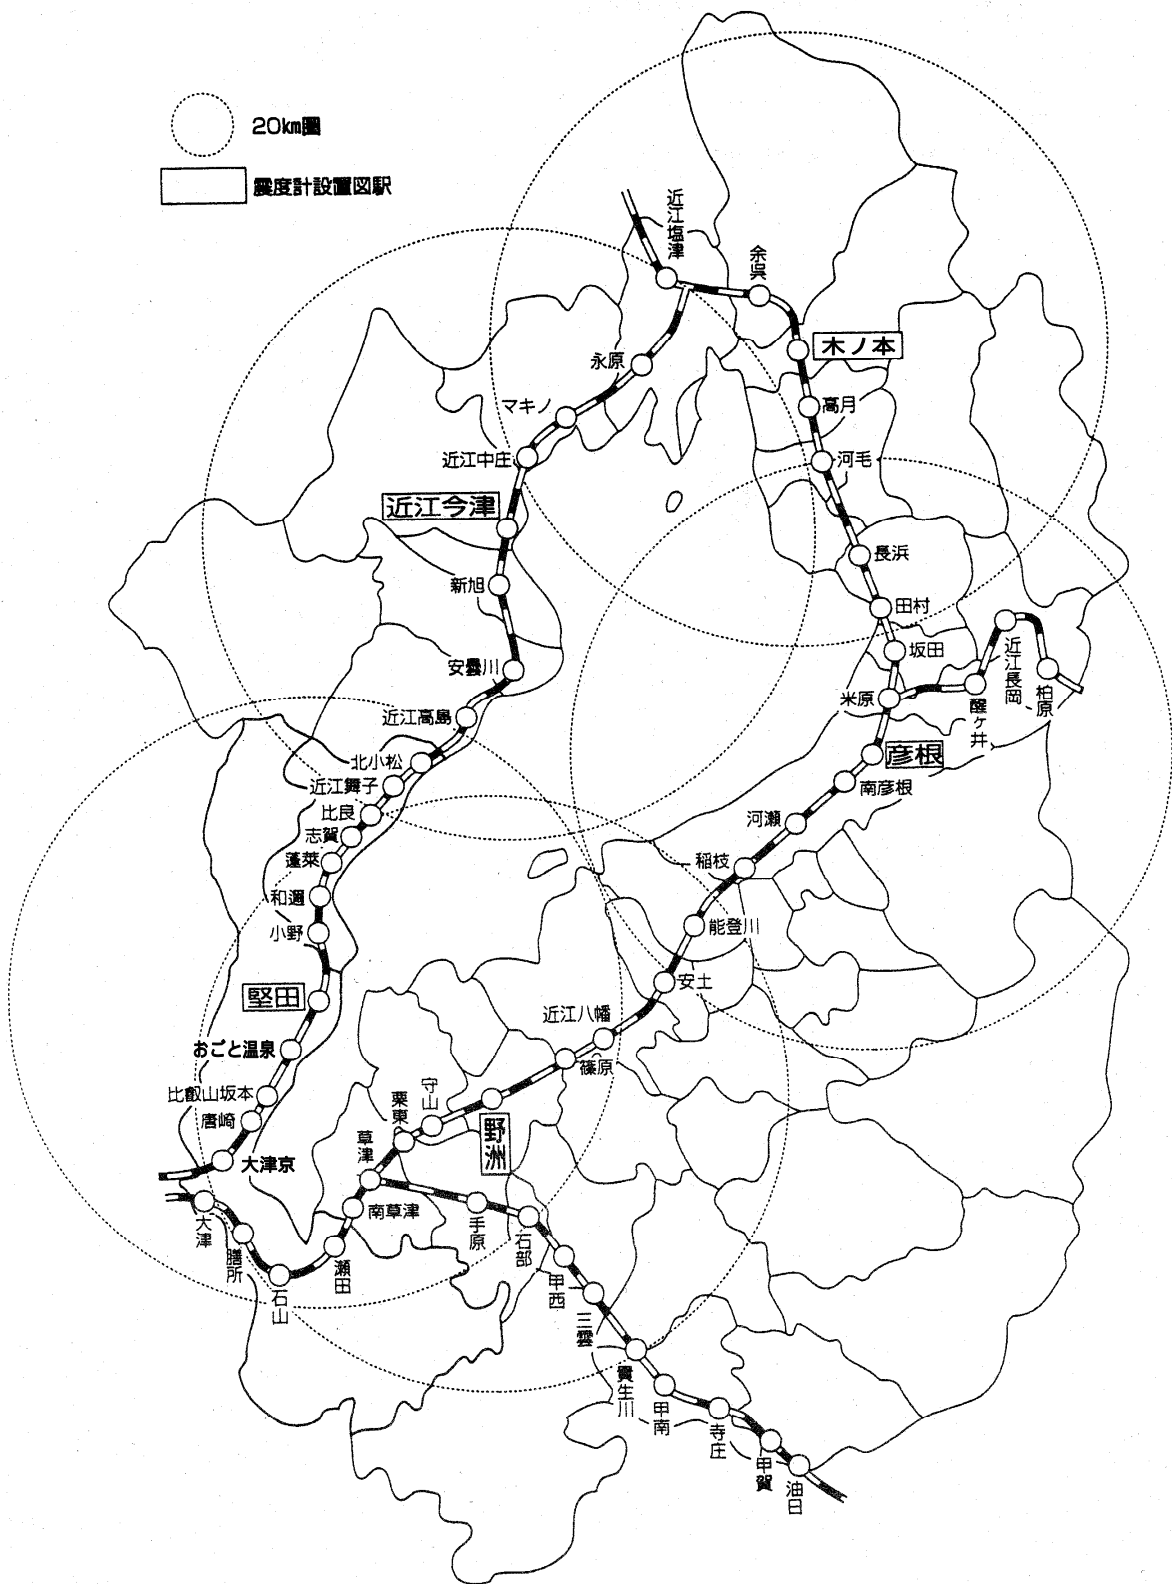 20km圏
震度計設置図駅
近江塩津
余呉
木ノ本
永原
高月
マキノ
河毛
近江中庄
近江今津
長浜
新旭
田村
坂田
近江長岡
柏原
安曇川
米原
醒ヶ井
近江高島
彦根
北小松
南彦根
近江舞子
比良
河瀬
志賀
蓬莱
稲枝
和邇
小野
能登川
堅田
安土
近江八幡
おごと温泉
篠原
比叡山坂本
守山
栗東
唐崎
野洲
草津
大津京
南草津
手原
石部
大津
膳所
瀬田
甲西
石山
三雲
貴生川
甲南
寺庄
甲賀
油日